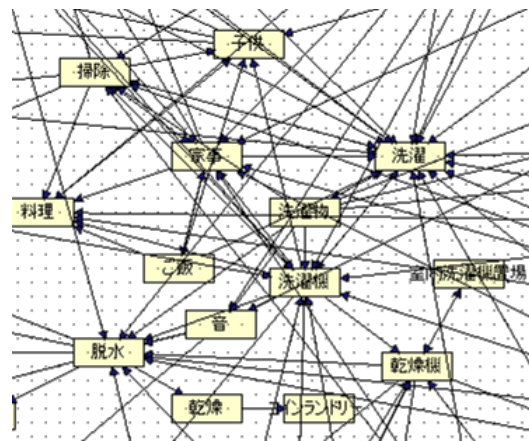 子供
掃除
家事
洗濯
料理
洗濯物
ご飯
洗濯機
室内洗濯機置場
音
脱水
乾燥機
乾燥
コインランドリ